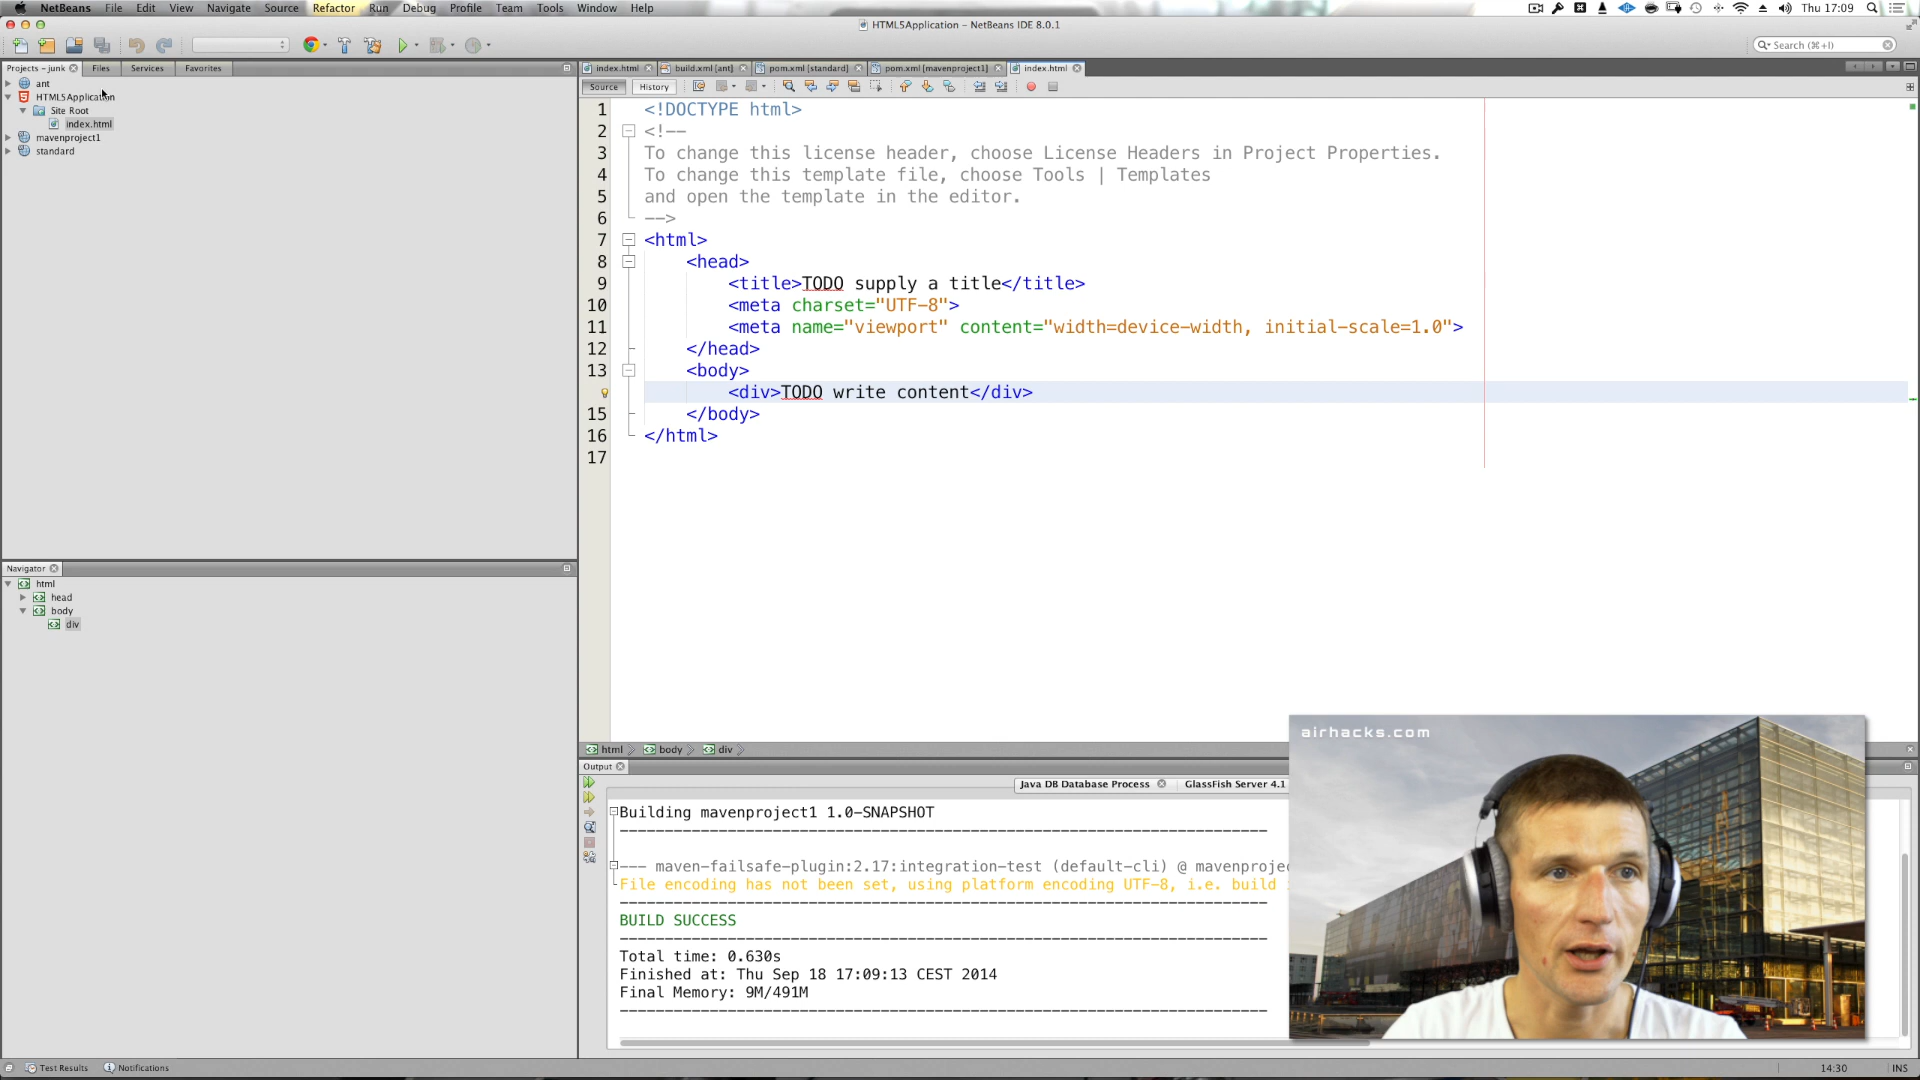 NetBeans File Edit View Navigate Source Refactor Run Debug Profile Team Tools Window Help Thu 17:09
HTML5Application – NetBeans IDE 8.0.1
Search (⌘+I)
Projects – junk Files Services Favorites
ant
HTML5Application
Site Root
index.html
mavenproject1
standard
index.html build.xml [ant] pom.xml [standard] pom.xml [mavenproject1] index.html
Source History
1 <!DOCTYPE html>
2 <!--
3 To change this license header, choose License Headers in Project Properties.
4 To change this template file, choose Tools | Templates
5 and open the template in the editor.
6 -->
7 <html>
8 <head>
9 <title>TODO supply a title</title>
10 <meta charset="UTF-8">
11 <meta name="viewport" content="width=device-width, initial-scale=1.0">
12 </head>
13 <body>
<div>TODO write content</div>
15 </body>
16 </html>
17
Navigator
html
head
body
div
html body div
Output
Java DB Database Process GlassFish Server 4.1
Building mavenproject1 1.0-SNAPSHOT
------------------------------------------------------------------------
--- maven-failsafe-plugin:2.17:integration-test (default-cli) @ mavenprojec
File encoding has not been set, using platform encoding UTF-8, i.e. build
------------------------------------------------------------------------
BUILD SUCCESS
------------------------------------------------------------------------
Total time: 0.630s
Finished at: Thu Sep 18 17:09:13 CEST 2014
Final Memory: 9M/491M
------------------------------------------------------------------------
airhacks.com
Test Results Notifications 14:30 INS